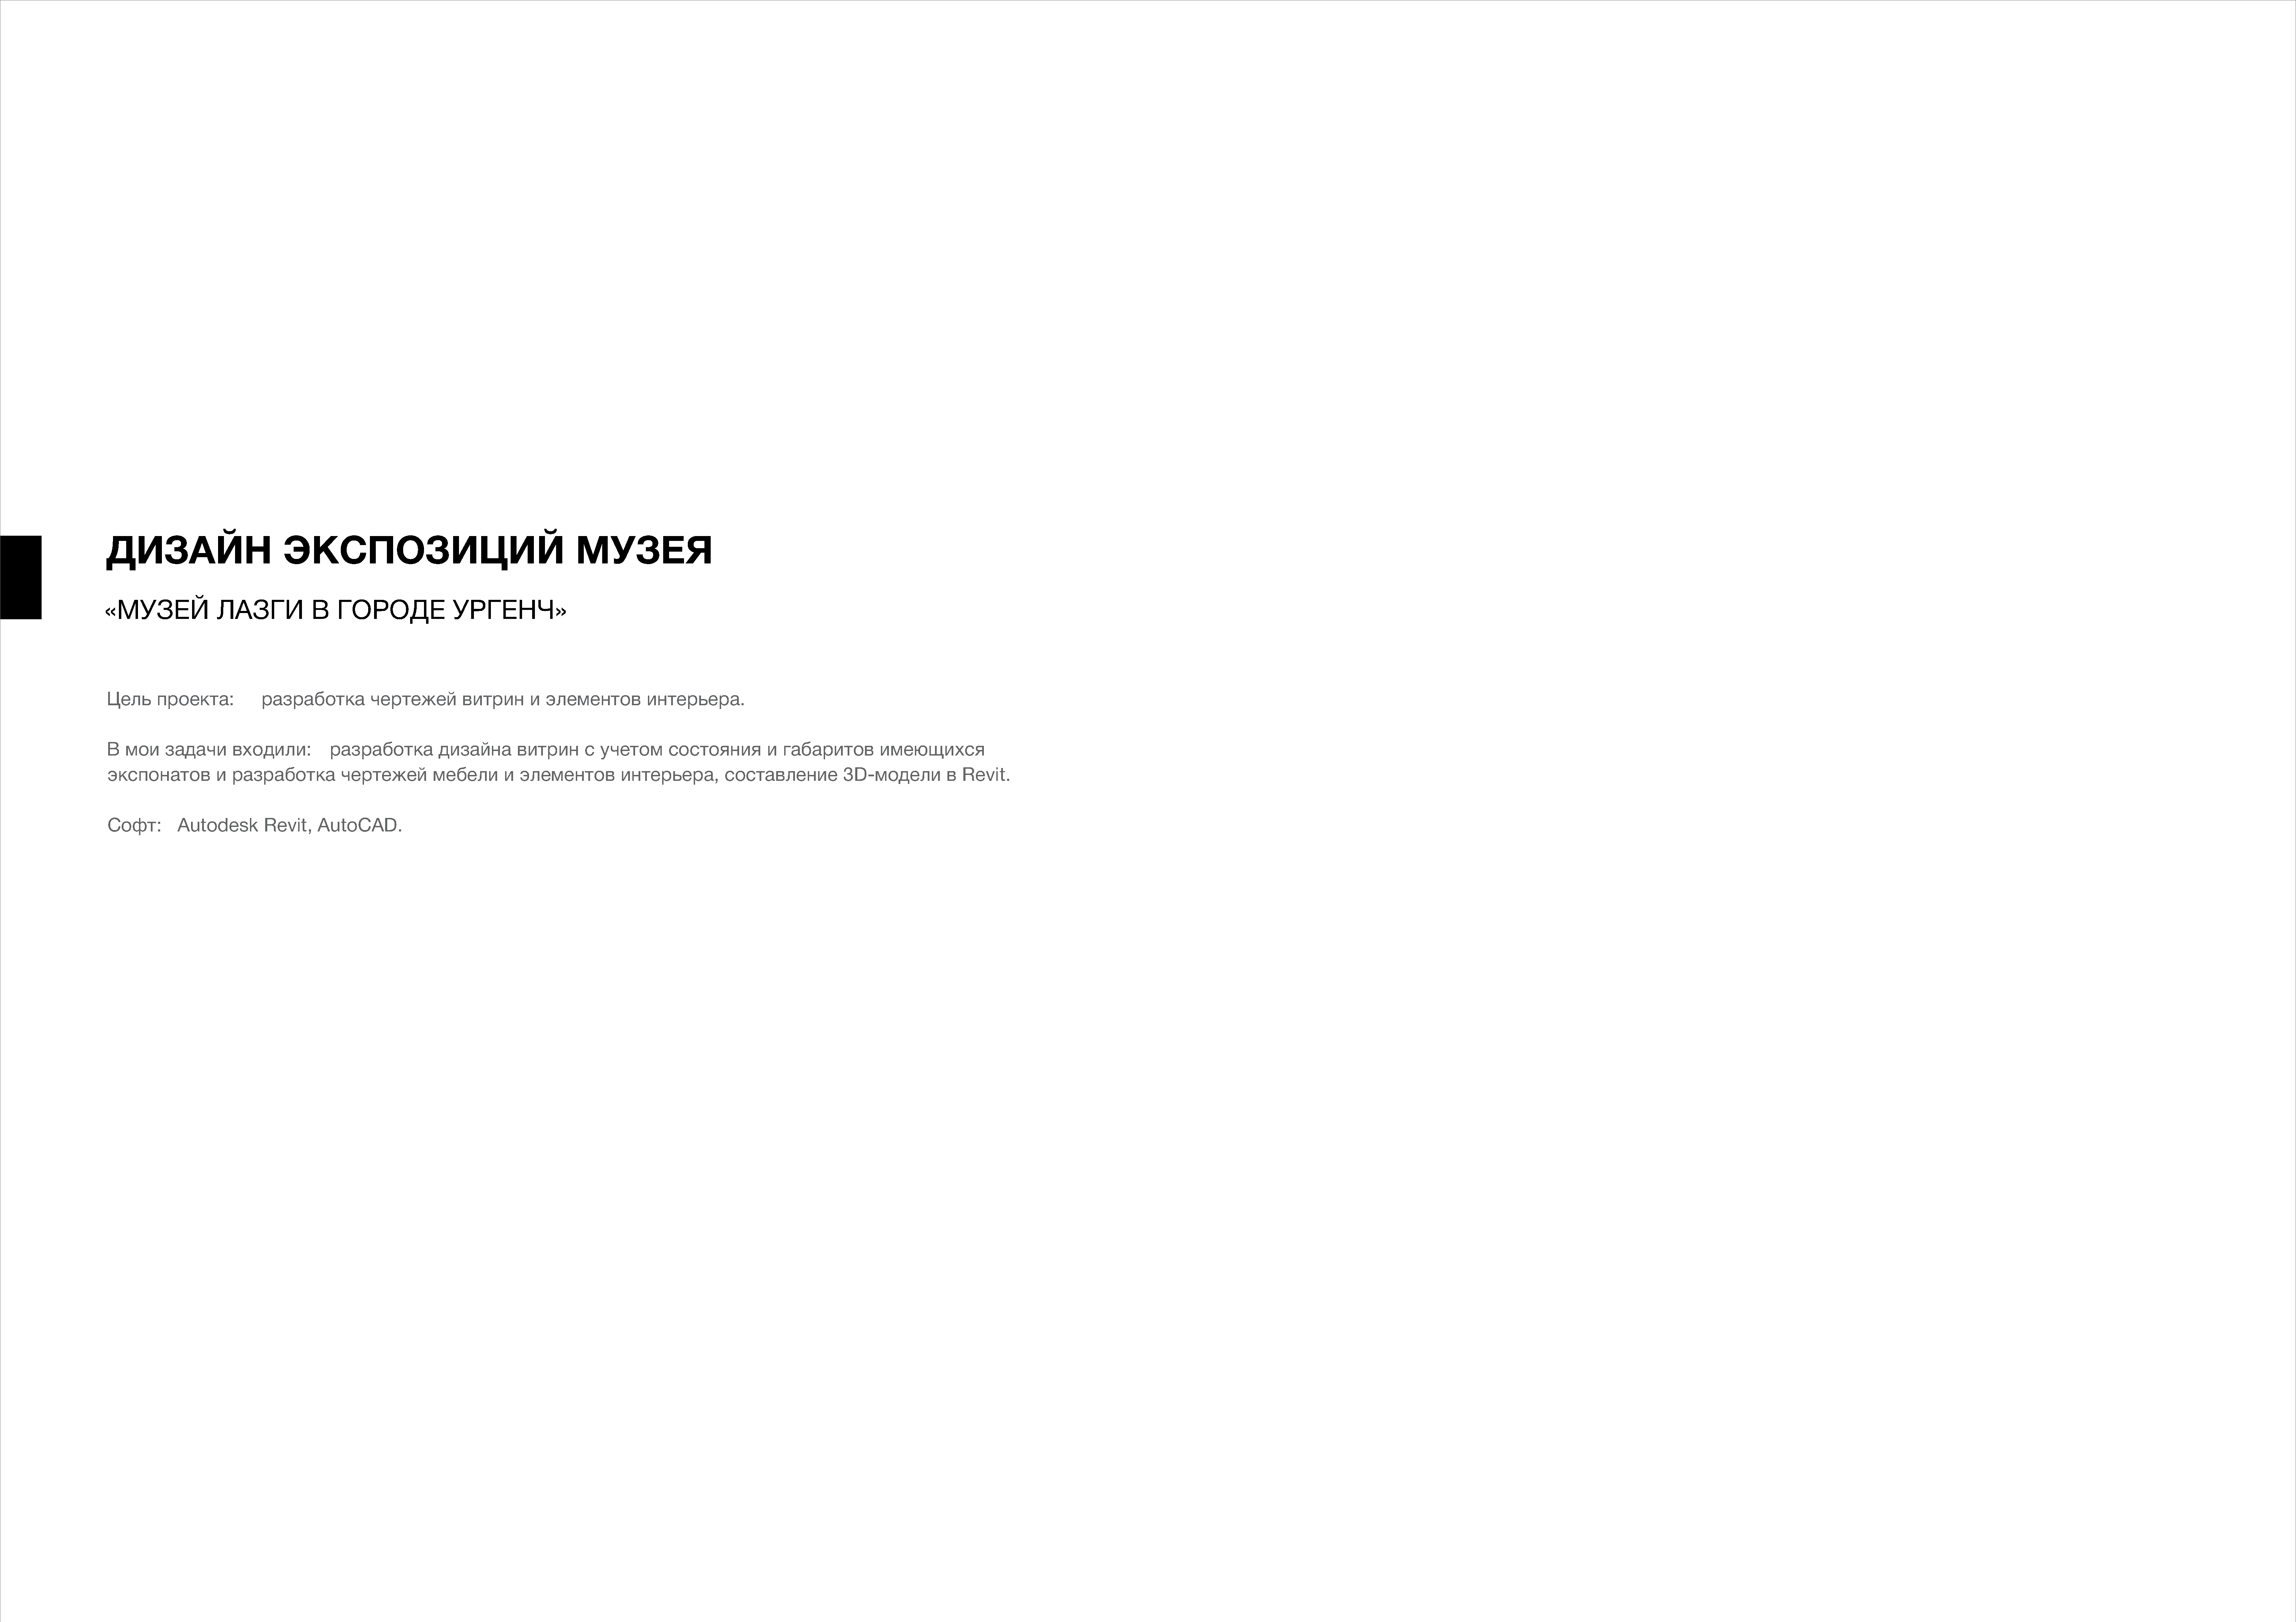 ДИЗАЙН ЭКСПОЗИЦИЙ МУЗЕЯ
«МУЗЕЙ ЛАЗГИ В ГОРОДЕ УРГЕНЧ»
Цель проекта: разработка чертежей витрин и элементов интерьера.
В мои задачи входили: разработка дизайна витрин с учетом состояния и габаритов имеющихся
экспонатов и разработка чертежей мебели и элементов интерьера, составление 3D-модели в Revit.
Софт: Autodesk Revit, AutoCAD.